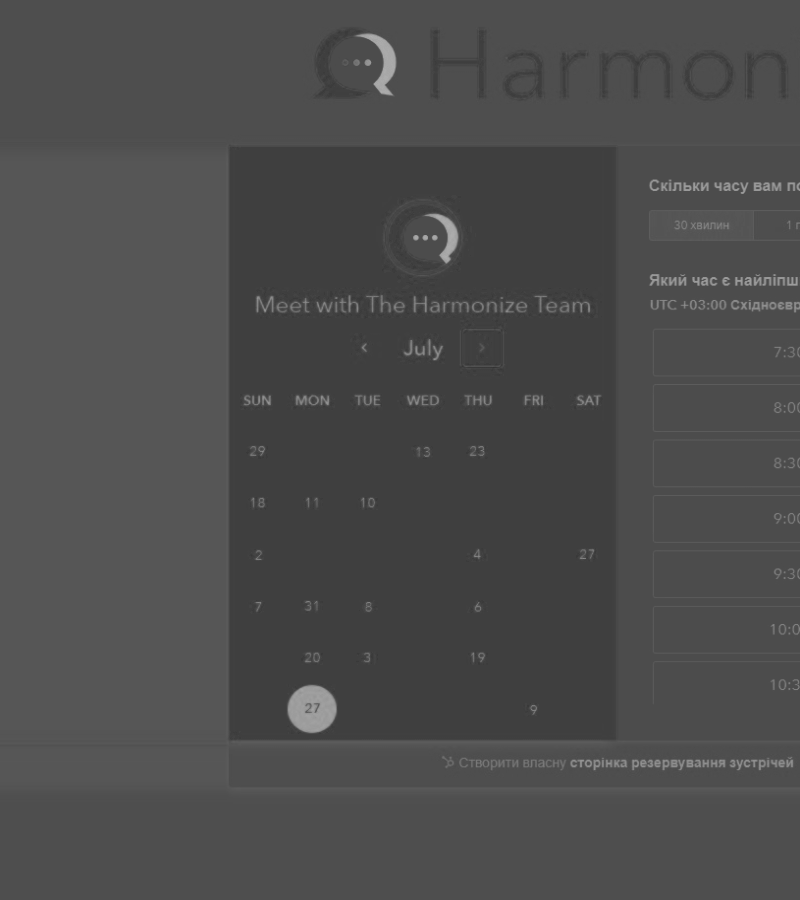 Harmon
Meet with The Harmonize Team
July
SUN MON TUE WED THU FRI SAT
29 13 23
18 11 10
2 4 27
7 31 8 6
20 3 19
27 9
Створити власну сторінка резервування зустрічей
Скільки часу вам по
30 хвилин 1 г
Який час є найліпш
UTC +03:00 Східноєвр
7:30
8:00
8:30
9:00
9:30
10:0
10:3